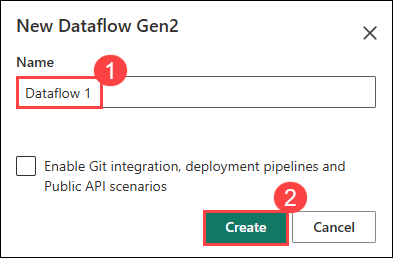 New Dataflow Gen2
Name
1
Dataflow 1
Enable Git integration, deployment pipelines and
Public API scenarios
2
Create
Cancel